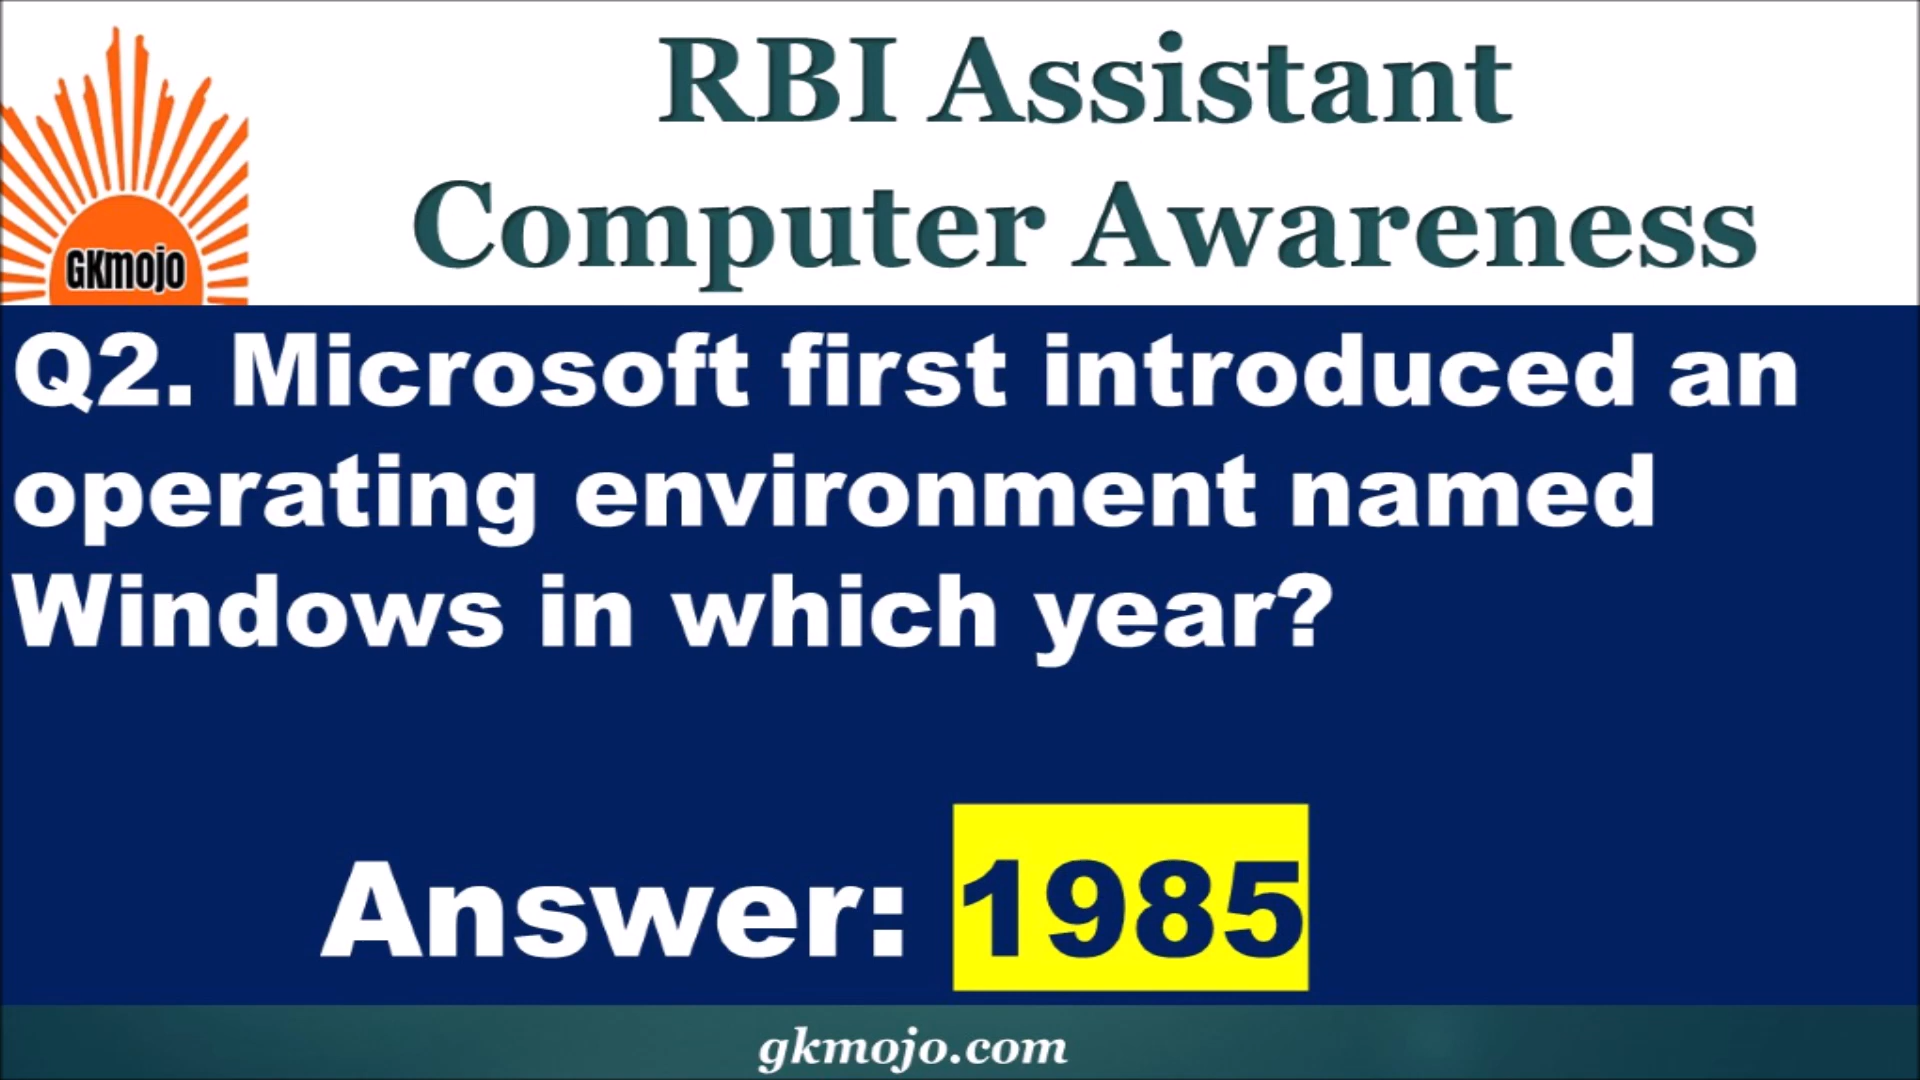 RBI Assistant
Computer Awareness
GKmojo
Q2. Microsoft first introduced an
operating environment named
Windows in which year?
Answer: 1985
gkmojo.com